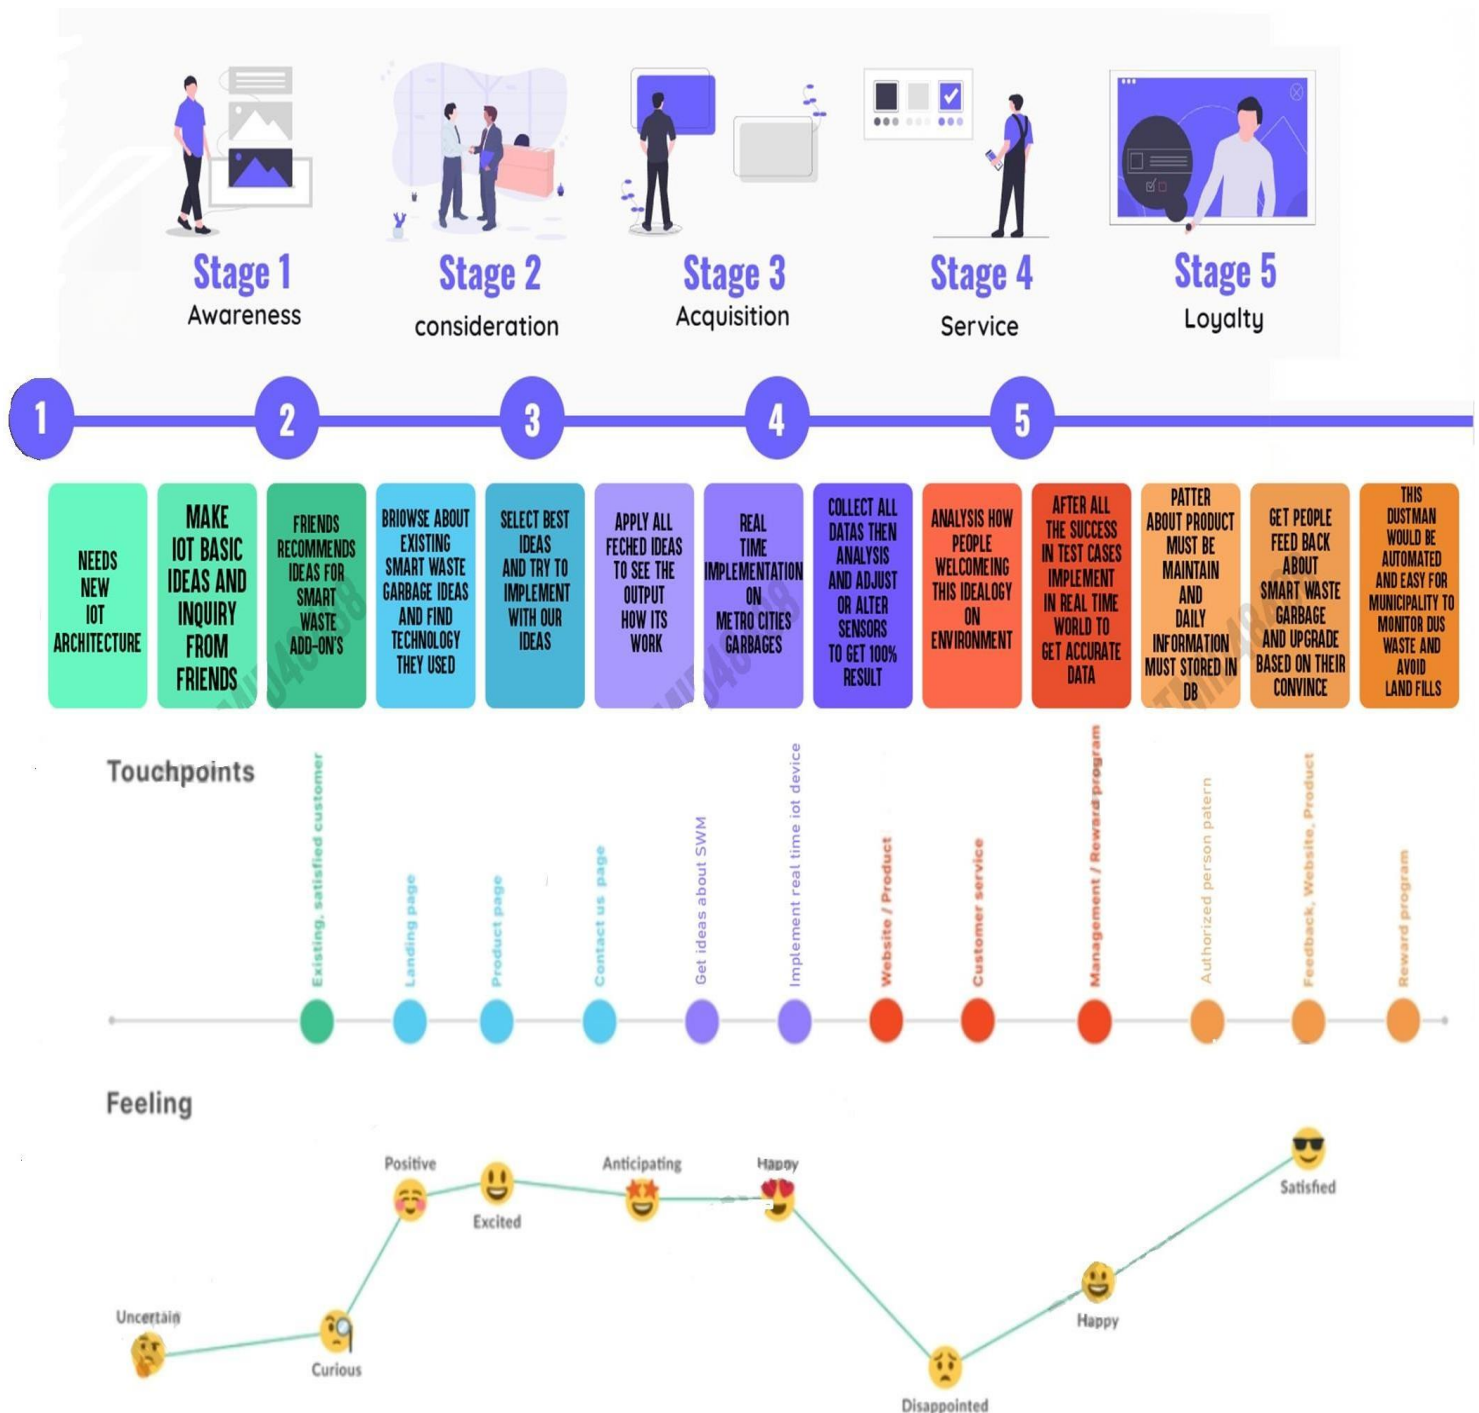 Stage 1
Awareness
Stage 2
consideration
Stage 3
Acquisition
Stage 4
Service
Stage 5
Loyalty
1
2
3
4
5
NEEDS
NEW
IOT
ARCHITECTURE
MAKE
IOT BASIC
IDEAS AND
INQUIRY
FROM
FRIENDS
FRIENDS
RECOMMENDS
IDEAS FOR
SMART
WASTE
ADD-ON'S
BRIOWSE ABOUT
EXISTING
SMART WASTE
GARBAGE IDEAS
AND FIND
TECHNOLOGY
THEY USED
SELECT BEST
IDEAS
AND TRY TO
IMPLEMENT
WITH OUR
IDEAS
APPLY ALL
FECHED IDEAS
TO SEE THE
OUTPUT
HOW ITS
WORK
REAL
TIME
IMPLEMENTATION
ON
METRO CITIES
GARBAGES
COLLECT ALL
DATAS THEN
ANALYSIS
AND ADJUST
OR ALTER
SENSORS
TO GET 100%
RESULT
ANALYSIS HOW
PEOPLE
WELCOMEING
THIS IDEALOGY
ON
ENVIRONMENT
AFTER ALL
THE SUCCESS
IN TEST CASES
IMPLEMENT
IN REAL TIME
WORLD TO
GET ACCURATE
DATA
PATTER
ABOUT PRODUCT
MUST BE
MAINTAIN
AND
DAILY
INFORMATION
MUST STORED IN
DB
GET PEOPLE
FEED BACK
ABOUT
SMART WASTE
GARBAGE
AND UPGRADE
BASED ON THEIR
CONVINCE
THIS
DUSTMAN
WOULD BE
AUTOMATED
AND EASY FOR
MUNICIPALITY TO
MONITOR DUS
WASTE AND
AVOID
LAND FILLS
Touchpoints
Existing, satisfied customer
Landing page
Product page
Contact us page
Get ideas about SWM
Implement real time iot device
Website / Product
Customer service
Management / Reward program
Authorized person patern
Feedback, Website, Product
Reward program
Feeling
Uncertain
Curious
Positive
Excited
Anticipating
Happy
Disappointed
Happy
Satisfied